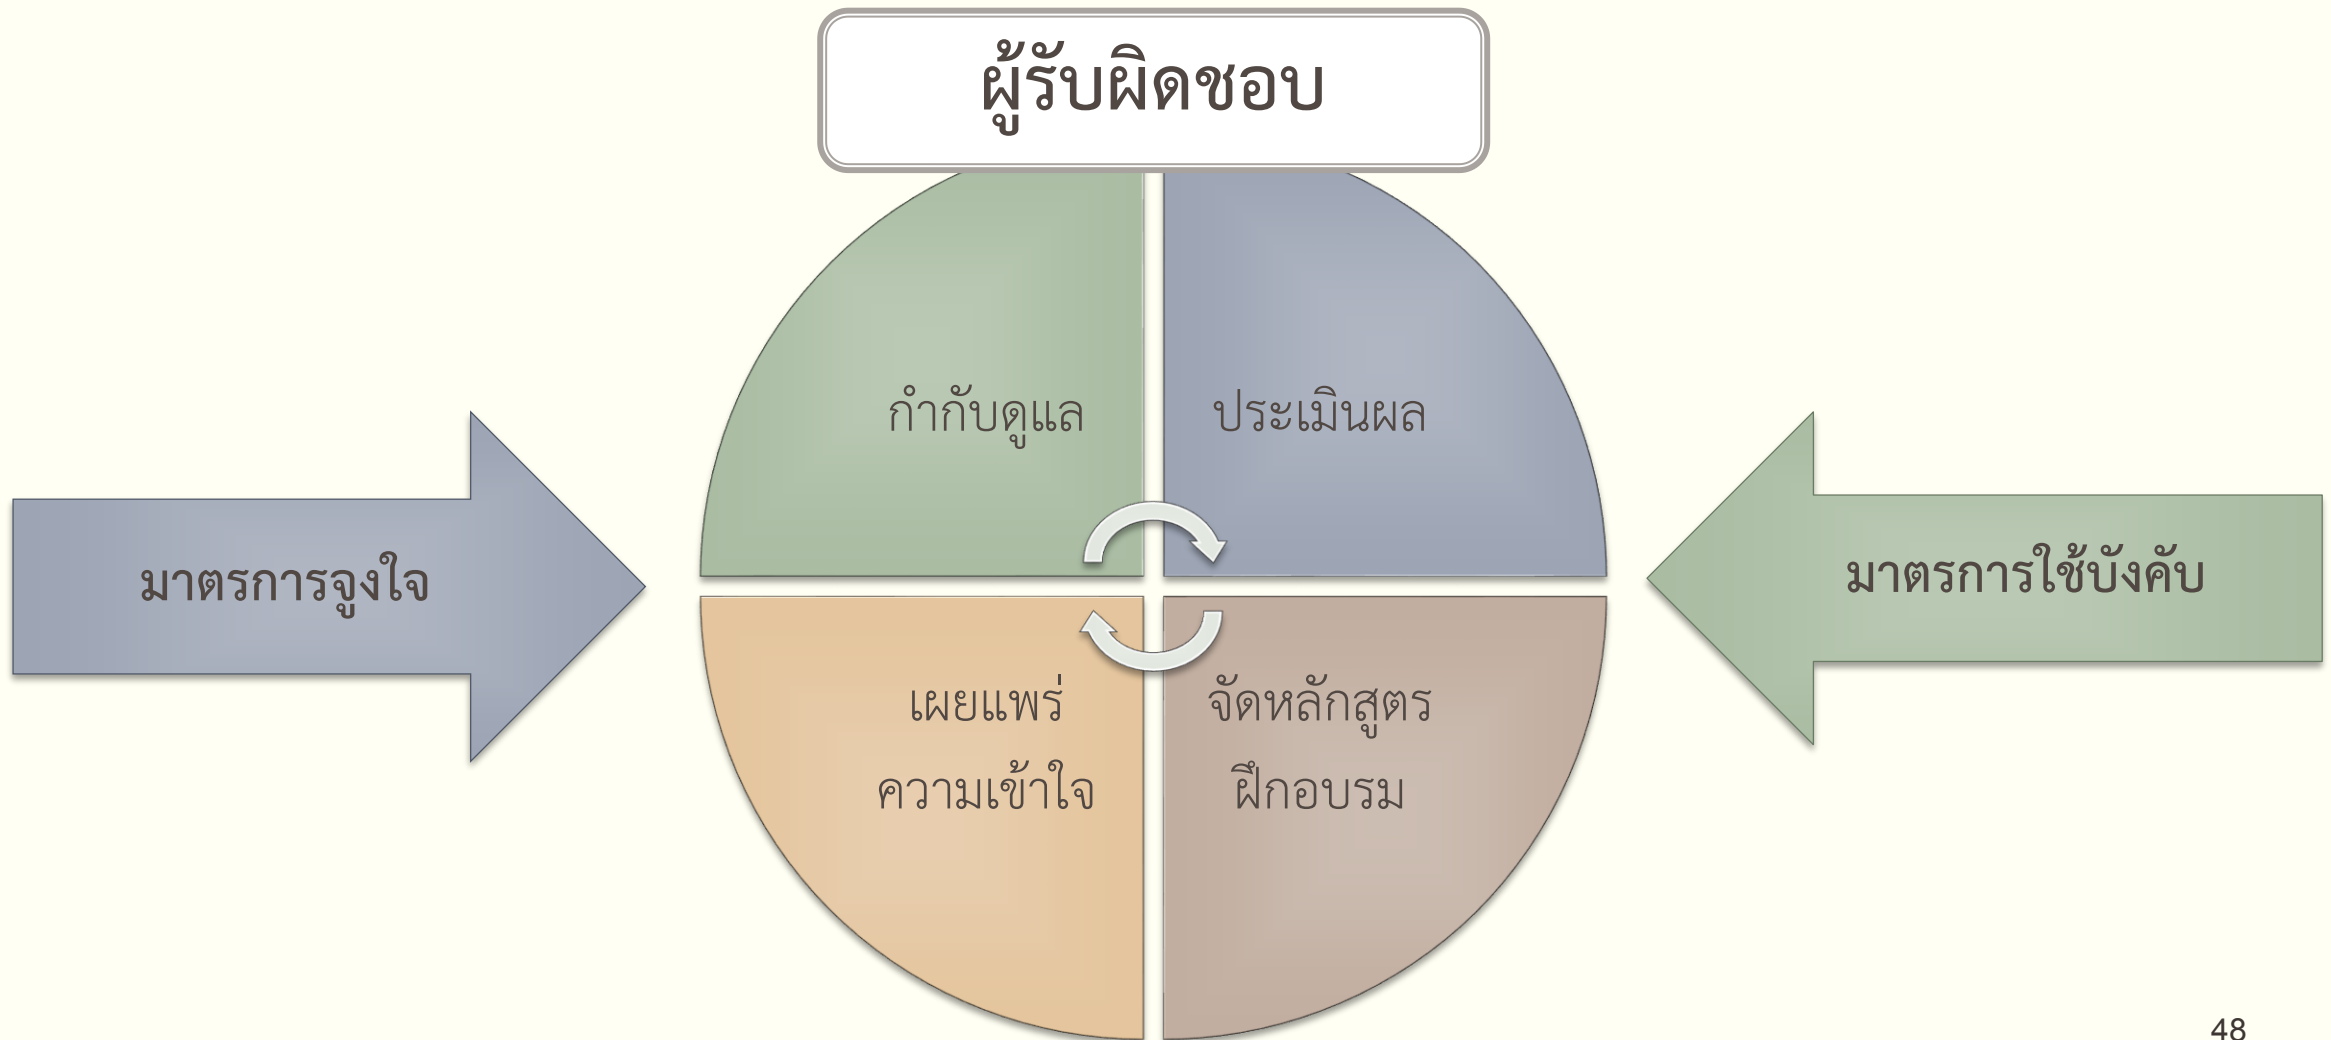 ผู้รับผิดชอบ
กำกับดูแล
ประเมินผล
มาตรการจูงใจ
มาตรการใช้บังคับ
เผยแพร่
ความเข้าใจ
จัดหลักสูตร
ฝึกอบรม
48